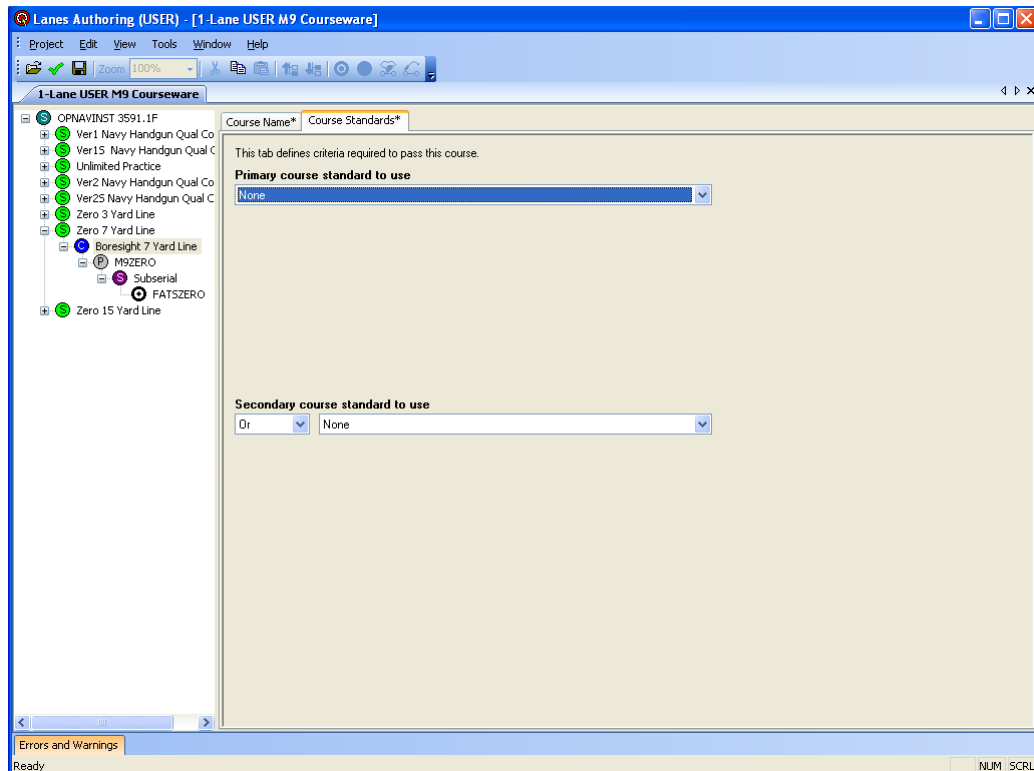 Lanes Authoring (USER) - [1-Lane USER M9 Courseware]
Project Edit View Tools Window Help
Zoom 100%
1-Lane USER M9 Courseware
S OPNAVINST 3591.1F
S Ver1 Navy Handgun Qual Co
S Ver1S Navy Handgun Qual C
S Unlimited Practice
S Ver2 Navy Handgun Qual Co
S Ver2S Navy Handgun Qual C
S Zero 3 Yard Line
S Zero 7 Yard Line
C Boresight 7 Yard Line
P M9ZERO
S Subserial
FATSZERO
S Zero 15 Yard Line
Course Name* Course Standards*
This tab defines criteria required to pass this course.
Primary course standard to use
None
Secondary course standard to use
Or None
Errors and Warnings
Ready NUM SCRL